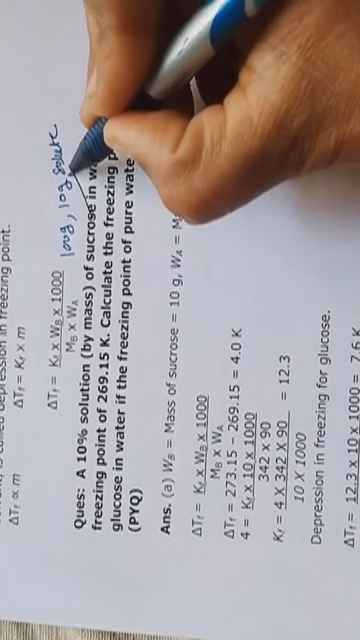 called depression in freezing point.
ΔTf ∝ m ΔTf = Kf x m
ΔTf = Kf x WB x 1000
MB x WA
100g, 10g solute
Ques: A 10% solution (by mass) of sucrose in
freezing point of 269.15 K. Calculate the freezing
glucose in water if the freezing point of pure wate
(PYQ)
Ans. (a) WB = Mass of sucrose = 10 g, WA =
ΔTf = Kf x WB x 1000
MB x WA
ΔTf = 273.15 – 269.15 = 4.0 K
4 = Kf x 10 x 1000
342 x 90
Kf = 4 X 342 X 90 = 12.3
10 X 1000
Depression in freezing for glucose.
ΔTf = 12.3 x 10 x 1000 = 7.6 K